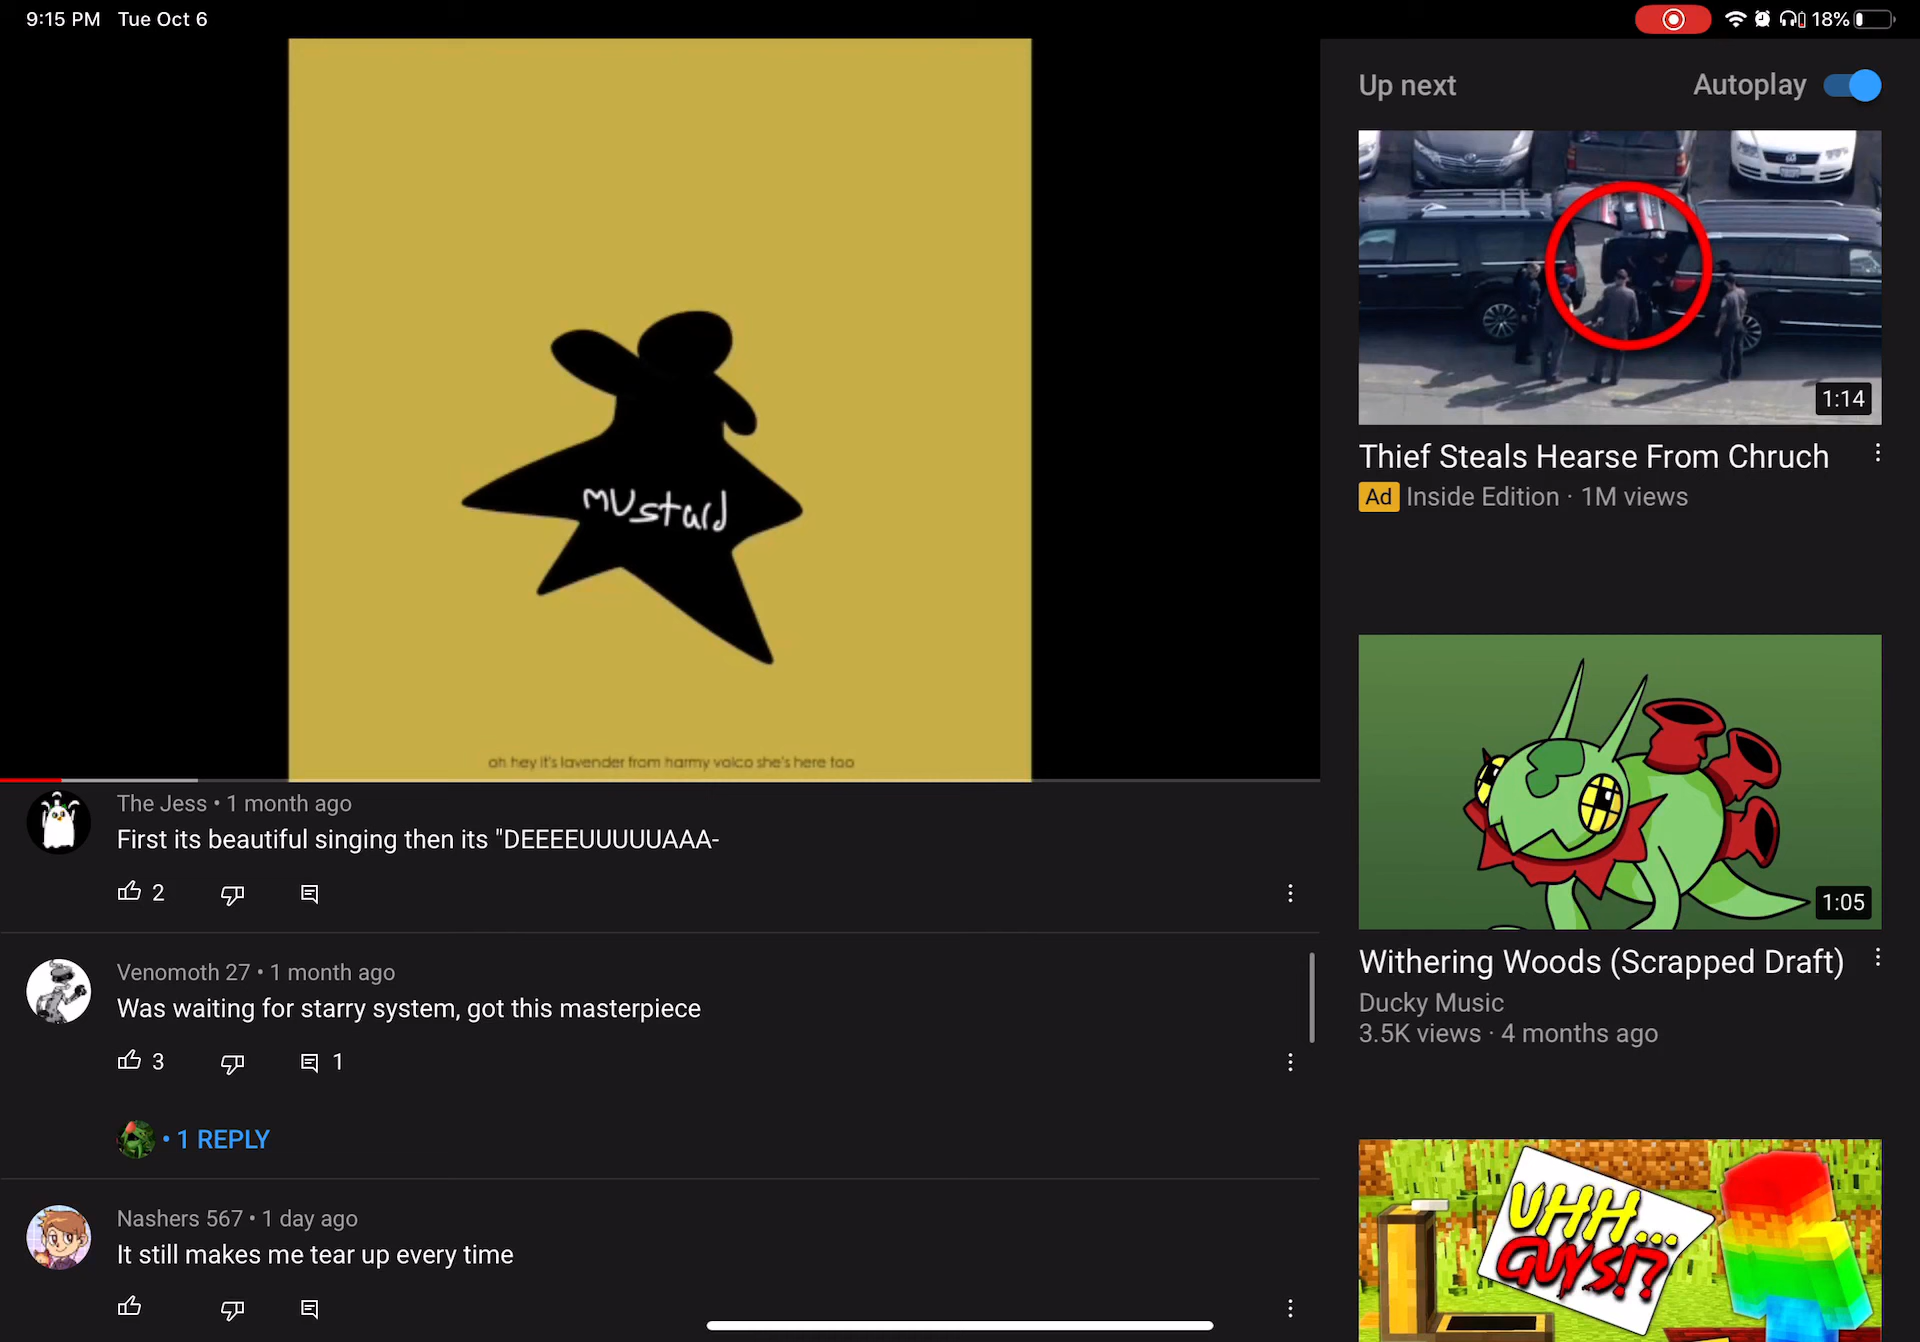 9:15 PM Tue Oct 6
18%
mustard
oh hey it's lavender from harmy volco she's here too
The Jess • 1 month ago
First its beautiful singing then its "DEEEEUUUUUAAA-
2
Venomoth 27 • 1 month ago
Was waiting for starry system, got this masterpiece
3
1
• 1 REPLY
Nashers 567 • 1 day ago
It still makes me tear up every time
Up next
Autoplay
1:14
Thief Steals Hearse From Chruch
Ad Inside Edition · 1M views
1:05
Withering Woods (Scrapped Draft)
Ducky Music
3.5K views · 4 months ago
UHH...
GUYS!?